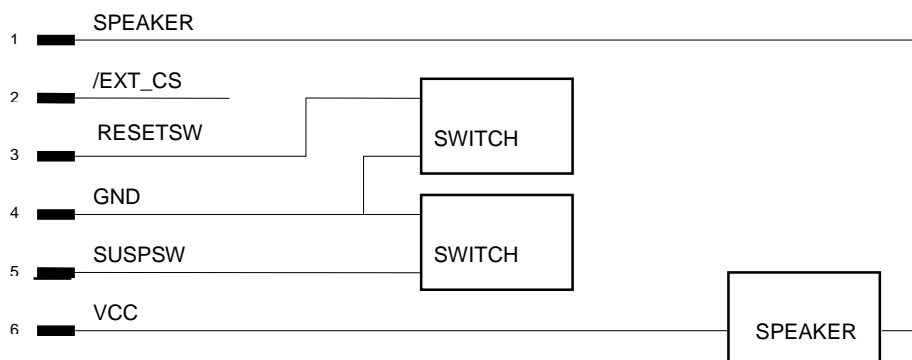 SPEAKER
1
/EXT_CS
2
RESETSW
3
SWITCH
GND
4
SUSPSW
SWITCH
5
VCC
6
SPEAKER